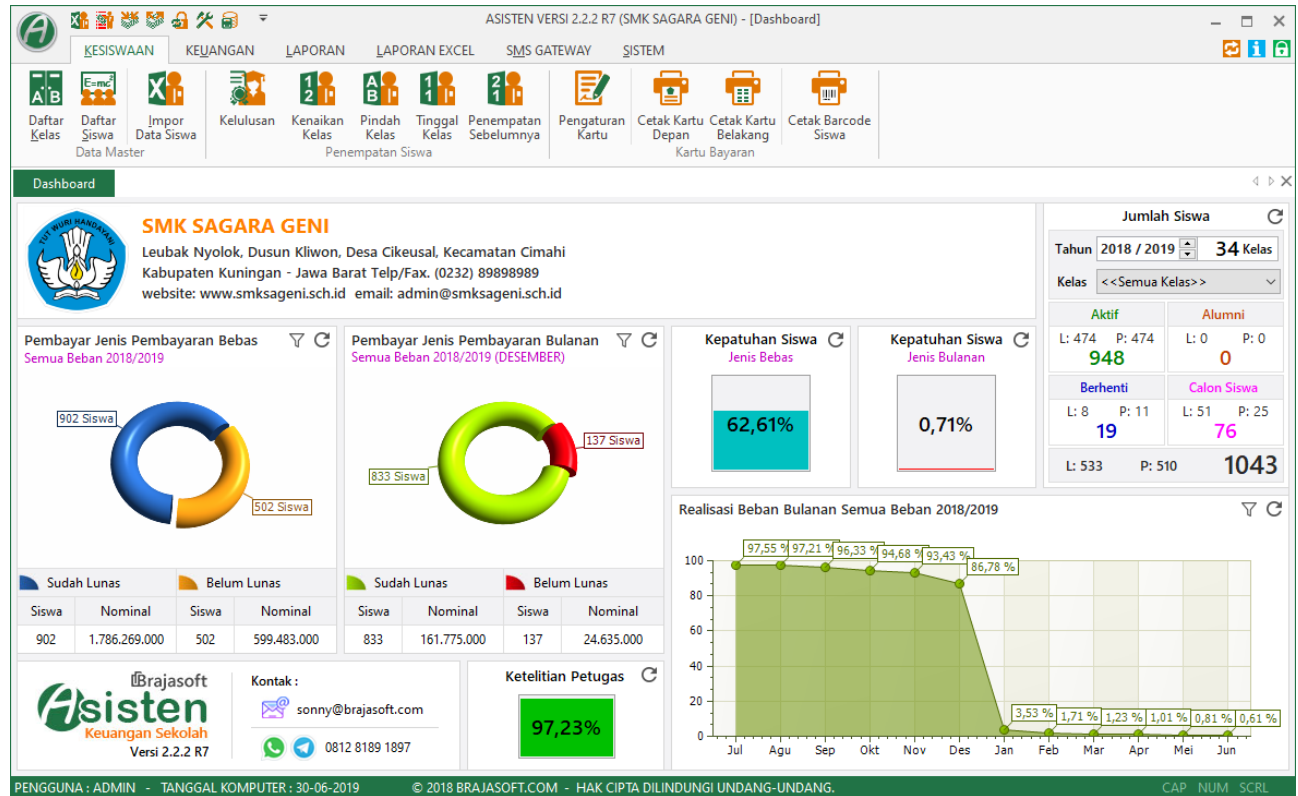 ASISTEN VERSI 2.2.2 R7 (SMK SAGARA GENI) - [Dashboard]
KESISWAAN KEUANGAN LAPORAN LAPORAN EXCEL SMS GATEWAY SISTEM
Daftar Kelas
Daftar Siswa
Impor Data Siswa
Data Master
Kelulusan
Kenaikan Kelas
Pindah Kelas
Tinggal Kelas
Penempatan Sebelumnya
Penempatan Siswa
Pengaturan Kartu
Cetak Kartu Depan
Cetak Kartu Belakang
Cetak Barcode Siswa
Kartu Bayaran
Dashboard
TUT WURI HANDAYANI
SMK SAGARA GENI
Leubak Nyolok, Dusun Kliwon, Desa Cikeusal, Kecamatan Cimahi
Kabupaten Kuningan - Jawa Barat Telp/Fax. (0232) 89898989
website: www.smksageni.sch.id email: admin@smksageni.sch.id
Jumlah Siswa
Tahun 2018 / 2019 34 Kelas
Kelas <<Semua Kelas>>
Aktif Alumni
L: 474 P: 474 L: 0 P: 0
948 0
Berhenti Calon Siswa
L: 8 P: 11 L: 51 P: 25
19 76
L: 533 P: 510 1043
Pembayar Jenis Pembayaran Bebas
Semua Beban 2018/2019
902 Siswa
502 Siswa
Sudah Lunas Belum Lunas
Siswa Nominal Siswa Nominal
902 1.786.269.000 502 599.483.000
Pembayar Jenis Pembayaran Bulanan
Semua Beban 2018/2019 (DESEMBER)
137 Siswa
833 Siswa
Sudah Lunas Belum Lunas
Siswa Nominal Siswa Nominal
833 161.775.000 137 24.635.000
Kepatuhan Siswa
Jenis Bebas
62,61%
Kepatuhan Siswa
Jenis Bulanan
0,71%
Realisasi Beban Bulanan Semua Beban 2018/2019
97,55 % 97,21 % 96,33 % 94,68 % 93,43 % 86,78 %
3,53 % 1,71 % 1,23 % 1,01 % 0,81 % 0,61 %
100
80
60
40
20
0
Jul Agu Sep Okt Nov Des Jan Feb Mar Apr Mei Jun
Brajasoft
Asisten
Keuangan Sekolah
Versi 2.2.2 R7
Kontak :
sonny@brajasoft.com
0812 8189 1897
Ketelitian Petugas
97,23%
PENGGUNA : ADMIN - TANGGAL KOMPUTER : 30-06-2019 © 2018 BRAJASOFT.COM - HAK CIPTA DILINDUNGI UNDANG-UNDANG. CAP NUM SCRL